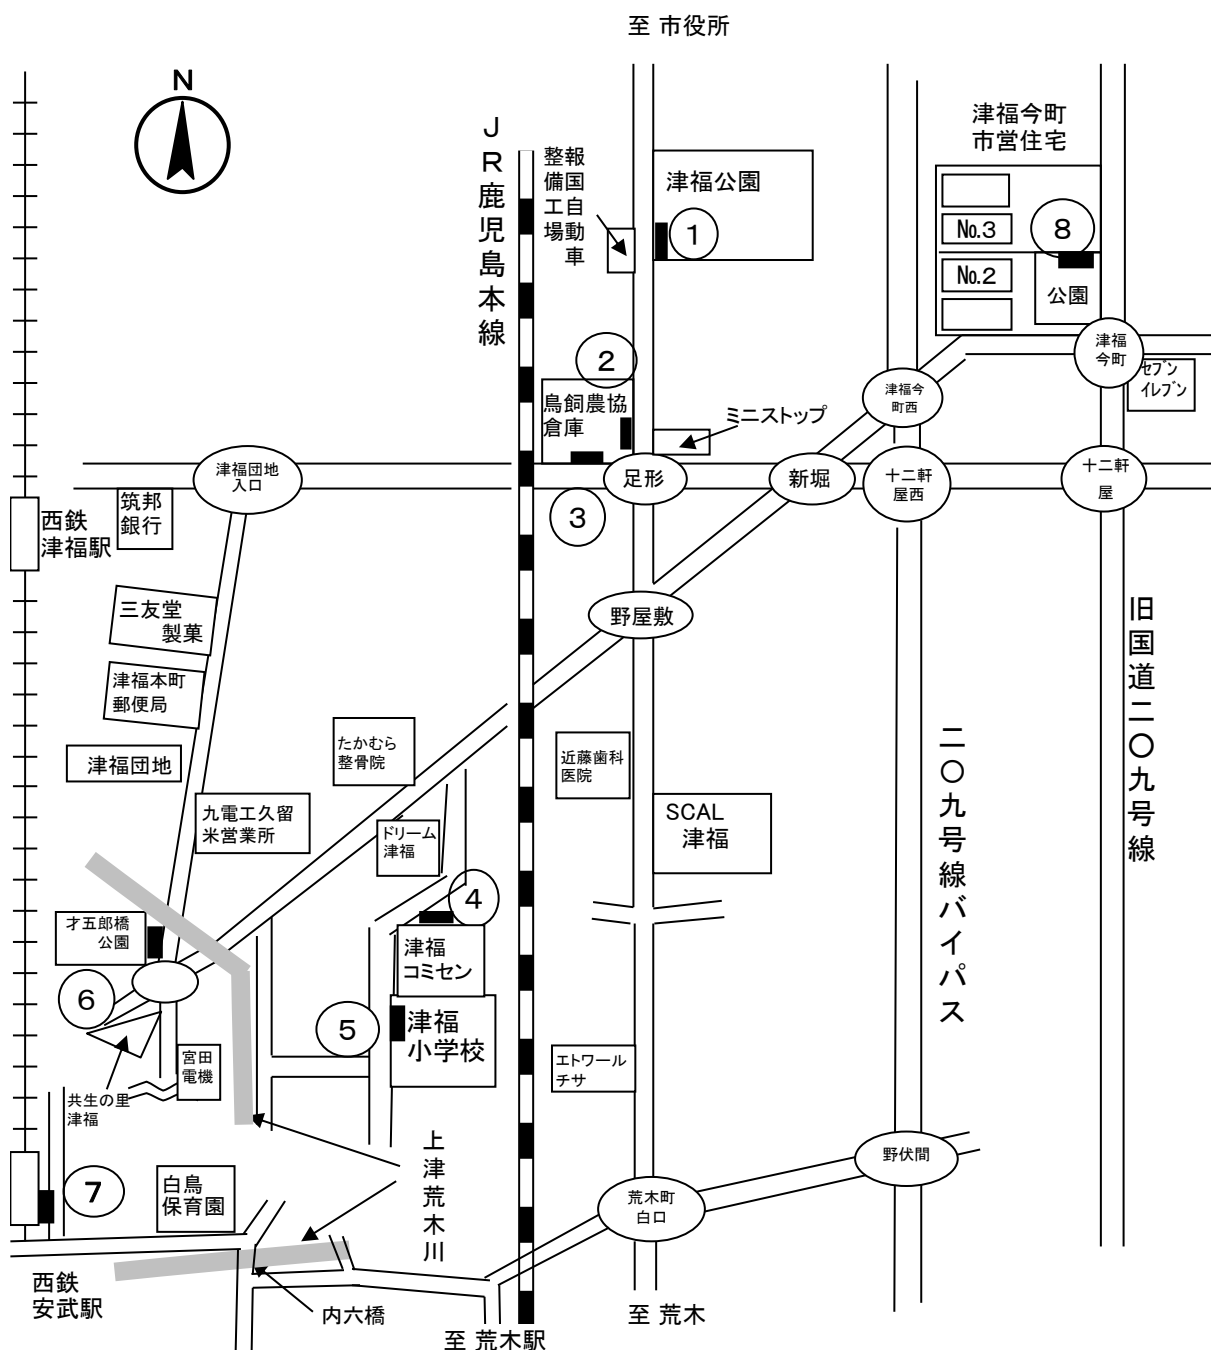 至 市役所
N
JR鹿児島本線
報国自動車
整備工場
津福公園
1
津福今町
市営住宅
No.3
8
No.2
公園
津福
今町
セブン
イレブン
2
鳥飼農協
倉庫
ミニストップ
津福今
町西
津福団地
入口
足形
新堀
十二軒
屋西
十二軒
屋
3
筑邦
銀行
西鉄
津福駅
三友堂
製菓
野屋敷
旧国道二〇九号線
津福本町
郵便局
津福団地
たかむら
整骨院
近藤歯科
医院
二〇九号線バイパス
九電工久留
米営業所
ドリーム
津福
SCAL
津福
4
才五郎橋
公園
津福
コミセン
6
5
津福
小学校
宮田
電機
エトワール
チサ
共生の里
津福
上津荒木川
野伏間
7
白鳥
保育園
荒木町
白口
西鉄
安武駅
内六橋
至 荒木
至 荒木駅